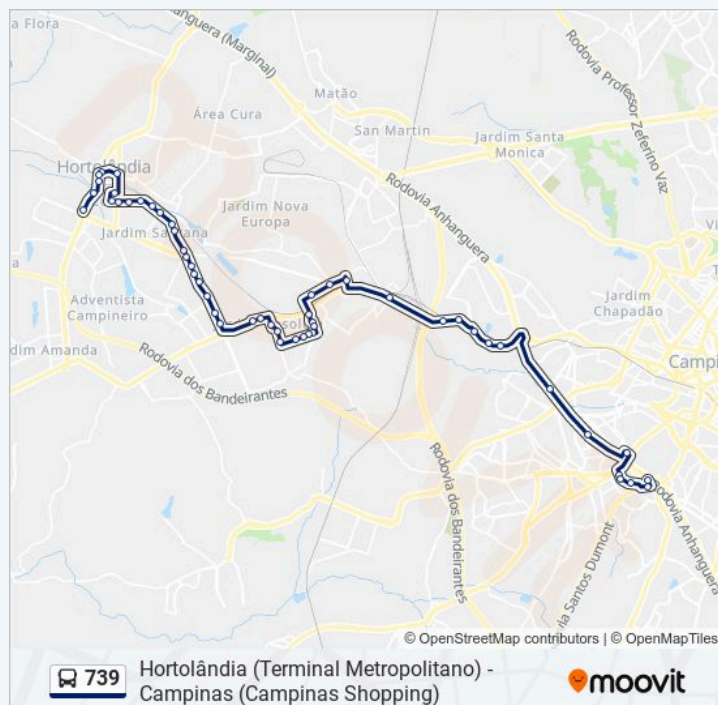 a Flora
Anhanguera (Marginal)
Rodovia Professor Zeferino Vaz
Matão
Área Cura
San Martin
Jardim Santa
Monica
Hortolândia
Rodovia Anhanguera
Jardim Nova
Europa
Jardim Santana
Adventista
Campineiro
Jardim
Chapadão
dim Amanda
Rodovia dos Bandeirantes
Campi
Rodovia dos Bandeirantes
Rodovia Anhanguera
via Santos Dumont
© OpenStreetMap contributors | © OpenMapTiles
739
Hortolândia (Terminal Metropolitano) -
Campinas (Campinas Shopping)
moovit